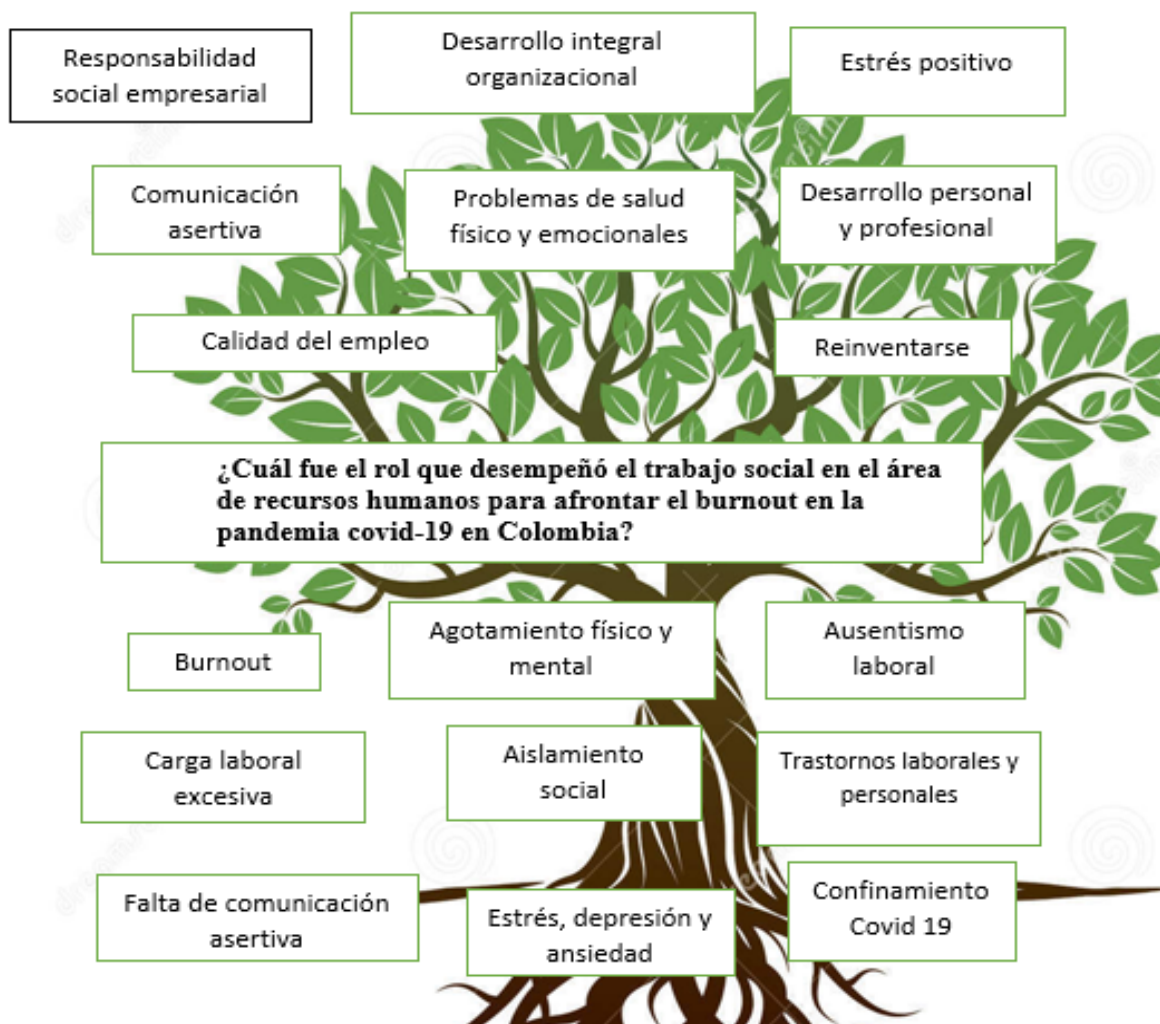 Responsabilidad
social empresarial
Desarrollo integral
organizacional
Estrés positivo
Comunicación
asertiva
Problemas de salud
físico y emocionales
Desarrollo personal
y profesional
Calidad del empleo
Reinventarse
¿Cuál fue el rol que desempeñó el trabajo social en el área
de recursos humanos para afrontar el burnout en la
pandemia covid-19 en Colombia?
Burnout
Agotamiento físico y
mental
Ausentismo
laboral
Carga laboral
excesiva
Aislamiento
social
Trastornos laborales y
personales
Falta de comunicación
asertiva
Estrés, depresión y
ansiedad
Confinamiento
Covid 19